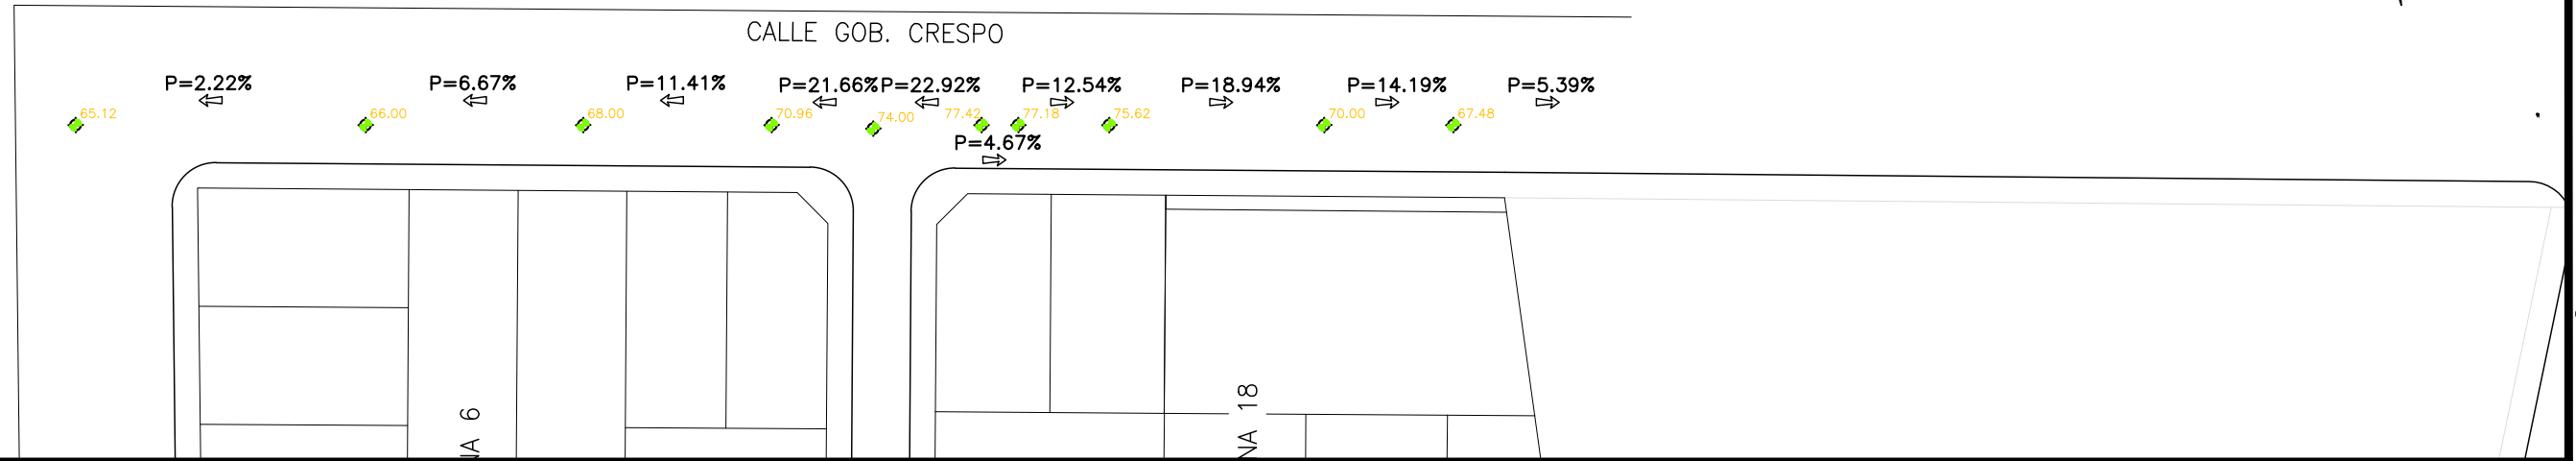 CALLE GOB. CRESPO
P=2.22% P=6.67% P=11.41% P=21.66% P=22.92% P=12.54% P=18.94% P=14.19% P=5.39%
65.12 66.00 68.00 70.96 74.00 77.42 77.18 75.62 70.00 67.48
P=4.67%
NA 18
6